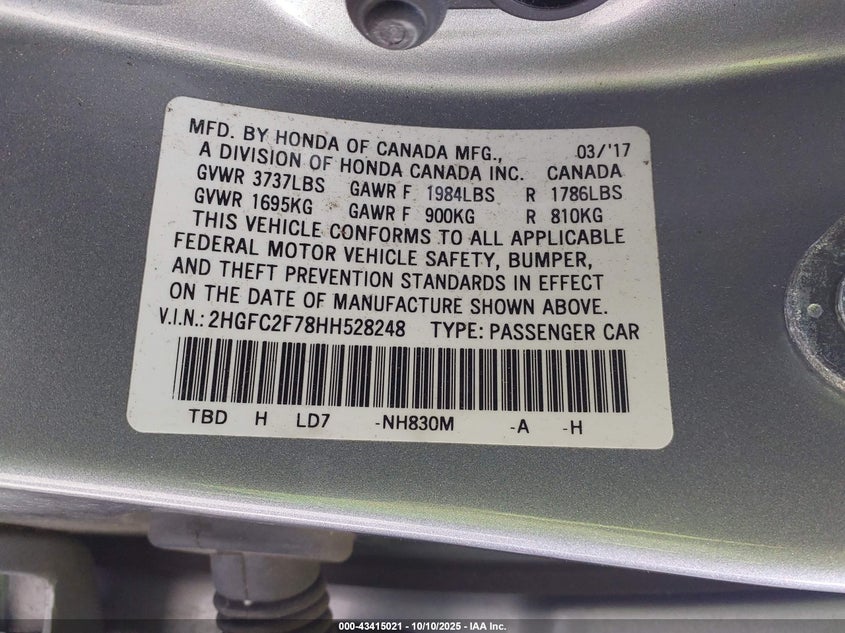 MFD. BY HONDA OF CANADA MFG., 03/'17
A DIVISION OF HONDA CANADA INC. CANADA
GVWR 3737LBS GAWR F 1984LBS R 1786LBS
GVWR 1695KG GAWR F 900KG R 810KG
THIS VEHICLE CONFORMS TO ALL APPLICABLE
FEDERAL MOTOR VEHICLE SAFETY, BUMPER,
AND THEFT PREVENTION STANDARDS IN EFFECT
ON THE DATE OF MANUFACTURE SHOWN ABOVE.
V.I.N.: 2HGFC2F78HH528248 TYPE: PASSENGER CAR
TBD H LD7 -NH830M -A -H
000-43415021 - 10/10/2025 - IAA Inc.